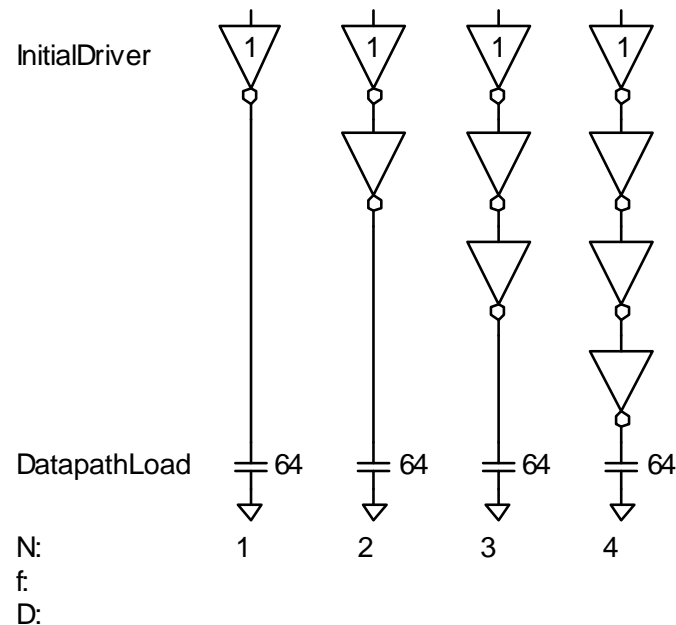 1 1 1 1
InitialDriver
DatapathLoad 64 64 64 64
N: 1 2 3 4
f:
D: